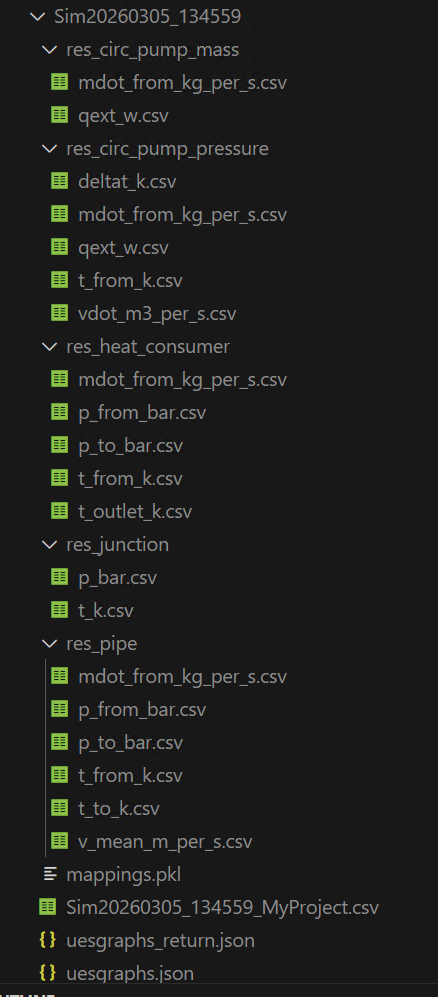 Sim20260305_134559
res_circ_pump_mass
mdot_from_kg_per_s.csv
qext_w.csv
res_circ_pump_pressure
deltat_k.csv
mdot_from_kg_per_s.csv
qext_w.csv
t_from_k.csv
vdot_m3_per_s.csv
res_heat_consumer
mdot_from_kg_per_s.csv
p_from_bar.csv
p_to_bar.csv
t_from_k.csv
t_outlet_k.csv
res_junction
p_bar.csv
t_k.csv
res_pipe
mdot_from_kg_per_s.csv
p_from_bar.csv
p_to_bar.csv
t_from_k.csv
t_to_k.csv
v_mean_m_per_s.csv
mappings.pkl
Sim20260305_134559_MyProject.csv
{} uesgraphs_return.json
{} uesgraphs.json